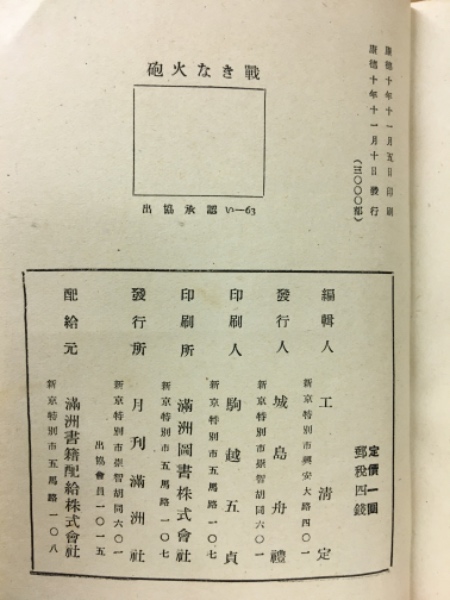 康德十年十一月五日印刷
康德十年十一月十日發行
(三〇〇〇部)
砲火なき戰
出協承認い—63
定價一圓
郵稅四錢
編輯人 新京特別市興安大路四〇一 工淸定
發行人 新京特別市崇智胡同六〇一 城島舟禮
印刷人 新京特別市五馬路一〇七 駒越五貞
印刷所 新京特別市五馬路一〇七 滿洲圖書株式會社
發行所 新京特別市崇智胡同六〇一 月刊滿洲社
出協會員一〇一五
配給元 新京特別市五馬路一〇八 滿洲書籍配給株式會社